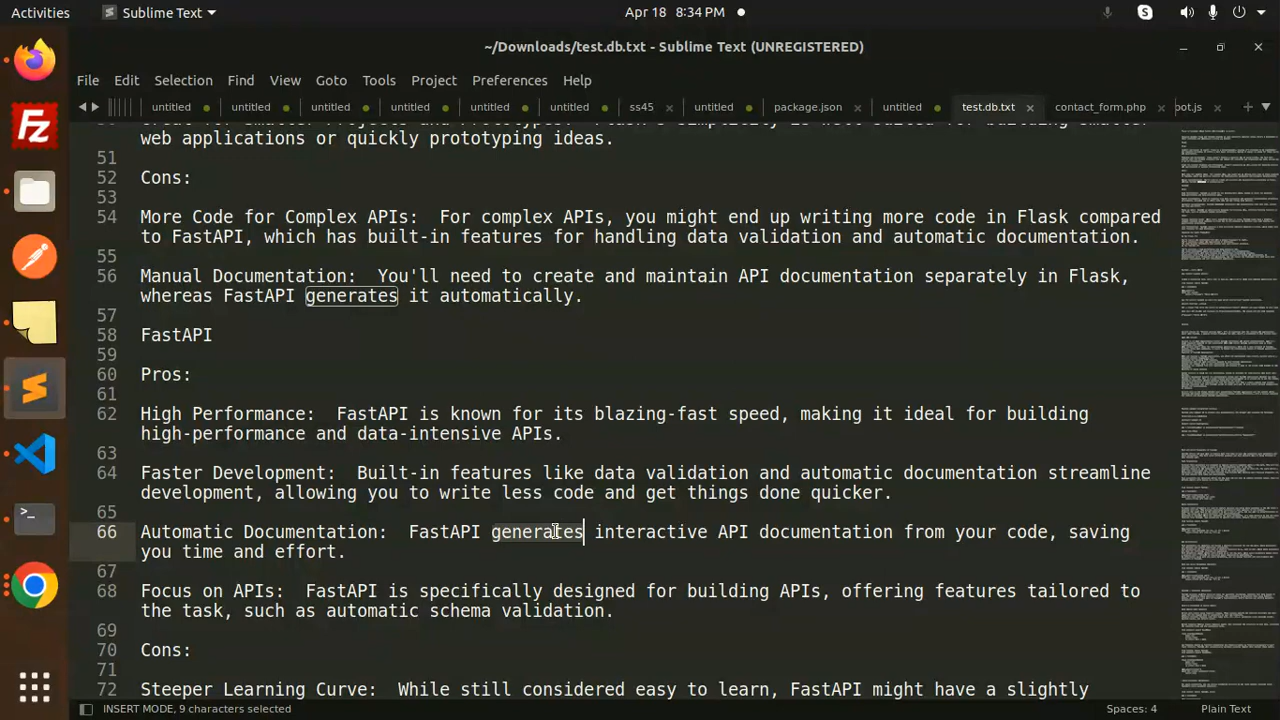 Activities
Sublime Text
Apr 18 8:34 PM
~/Downloads/test.db.txt - Sublime Text (UNREGISTERED)
File Edit Selection Find View Goto Tools Project Preferences Help
untitled untitled untitled untitled untitled untitled ss45 untitled package.json untitled test.db.txt contact_form.php bot.js
web applications or quickly prototyping ideas.
51
52 Cons:
53
54 More Code for Complex APIs: For complex APIs, you might end up writing more code in Flask compared
to FastAPI, which has built-in features for handling data validation and automatic documentation.
55
56 Manual Documentation: You'll need to create and maintain API documentation separately in Flask,
whereas FastAPI generates it automatically.
57
58 FastAPI
59
60 Pros:
61
62 High Performance: FastAPI is known for its blazing-fast speed, making it ideal for building
high-performance and data-intensive APIs.
63
64 Faster Development: Built-in features like data validation and automatic documentation streamline
development, allowing you to write less code and get things done quicker.
65
66 Automatic Documentation: FastAPI generates interactive API documentation from your code, saving
you time and effort.
67
68 Focus on APIs: FastAPI is specifically designed for building APIs, offering features tailored to
the task, such as automatic schema validation.
69
70 Cons:
71
72 Steeper Learning Curve: While still considered easy to learn, FastAPI might have a slightly
INSERT MODE, 9 characters selected
Spaces: 4
Plain Text